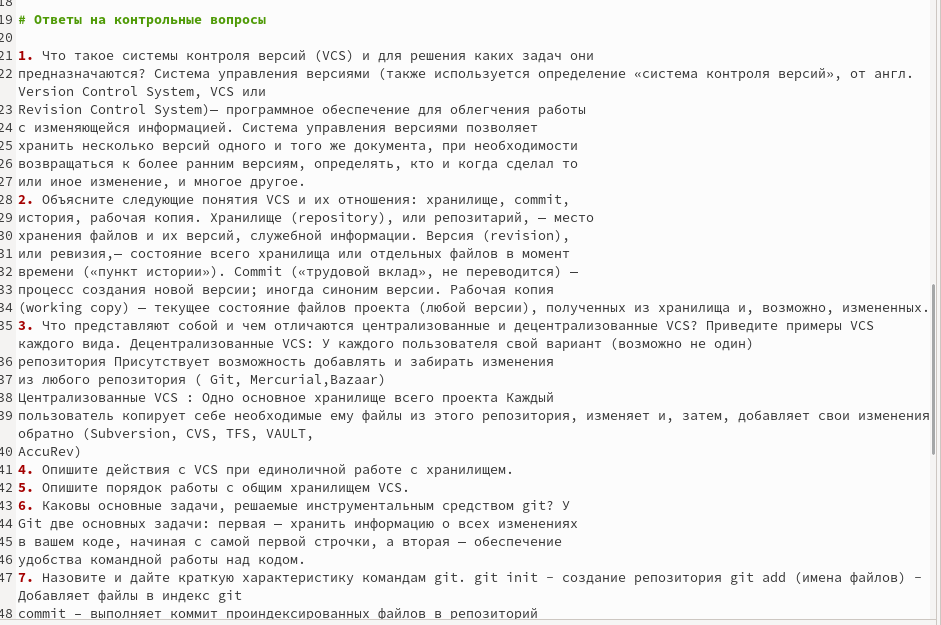 18
19 # Ответы на контрольные вопросы
20
21 1. Что такое системы контроля версий (VCS) и для решения каких задач они
22 предназначаются? Система управления версиями (также используется определение «система контроля версий», от англ.
Version Control System, VCS или
23 Revision Control System)— программное обеспечение для облегчения работы
24 с изменяющейся информацией. Система управления версиями позволяет
25 хранить несколько версий одного и того же документа, при необходимости
26 возвращаться к более ранним версиям, определять, кто и когда сделал то
27 или иное изменение, и многое другое.
28 2. Объясните следующие понятия VCS и их отношения: хранилище, commit,
29 история, рабочая копия. Хранилище (repository), или репозитарий, — место
30 хранения файлов и их версий, служебной информации. Версия (revision),
31 или ревизия,— состояние всего хранилища или отдельных файлов в момент
32 времени («пункт истории»). Commit («трудовой вклад», не переводится) —
33 процесс создания новой версии; иногда синоним версии. Рабочая копия
34 (working copy) — текущее состояние файлов проекта (любой версии), полученных из хранилища и, возможно, измененных.
35 3. Что представляют собой и чем отличаются централизованные и децентрализованные VCS? Приведите примеры VCS
каждого вида. Децентрализованные VCS: У каждого пользователя свой вариант (возможно не один)
36 репозитория Присутствует возможность добавлять и забирать изменения
37 из любого репозитория ( Git, Mercurial,Bazaar)
38 Централизованные VCS : Одно основное хранилище всего проекта Каждый
39 пользователь копирует себе необходимые ему файлы из этого репозитория, изменяет и, затем, добавляет свои изменения
обратно (Subversion, CVS, TFS, VAULT,
40 AccuRev)
41 4. Опишите действия с VCS при единоличной работе с хранилищем.
42 5. Опишите порядок работы с общим хранилищем VCS.
43 6. Каковы основные задачи, решаемые инструментальным средством git? У
44 Git две основных задачи: первая — хранить информацию о всех изменениях
45 в вашем коде, начиная с самой первой строчки, а вторая — обеспечение
46 удобства командной работы над кодом.
47 7. Назовите и дайте краткую характеристику командам git. git init – создание репозитория git add (имена файлов) –
Добавляет файлы в индекс git
48 commit – выполняет коммит проиндексированных файлов в репозиторий